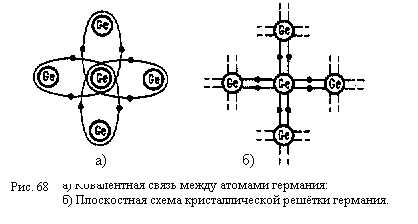 Ge
Ge
Ge Ge Ge
Ge Ge Ge
Ge
Ge
а) б)
Рис. 68 а) Ковалентная связь между атомами германия;
б) Плоскостная схема кристаллической решётки германия.